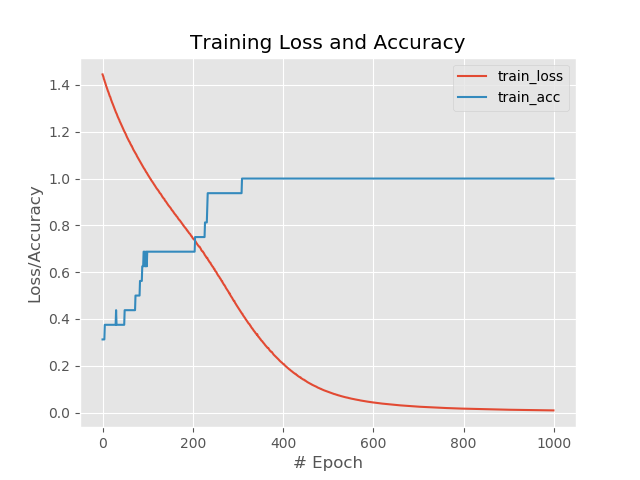 Training Loss and Accuracy
train_loss
train_acc
1.4
1.2
1.0
0.8
0.6
0.4
0.2
0.0
Loss/Accuracy
0 200 400 600 800 1000
# Epoch